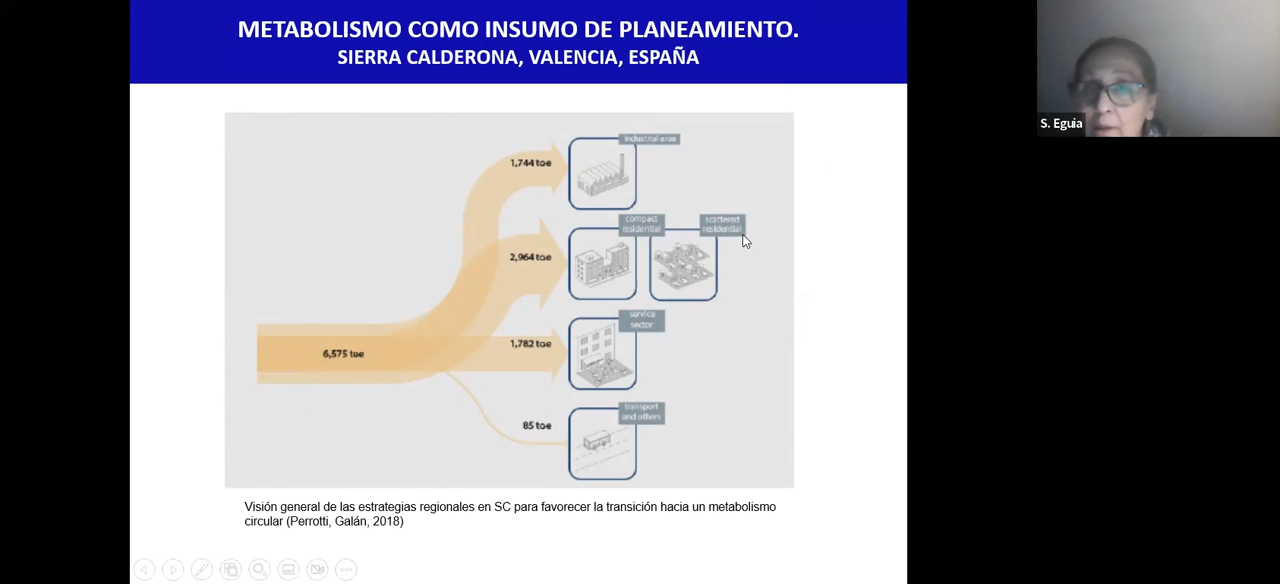 METABOLISMO COMO INSUMO DE PLANEAMIENTO.
SIERRA CALDERONA, VALENCIA, ESPAÑA
S. Eguia
industrial area
1,744 toe
compact
residential
scattered
residential
2,964 toe
service
sector
1,782 toe
6,575 toe
transport
and others
85 toe
Visión general de las estrategias regionales en SC para favorecer la transición hacia un metabolismo
circular (Perrotti, Galán, 2018)